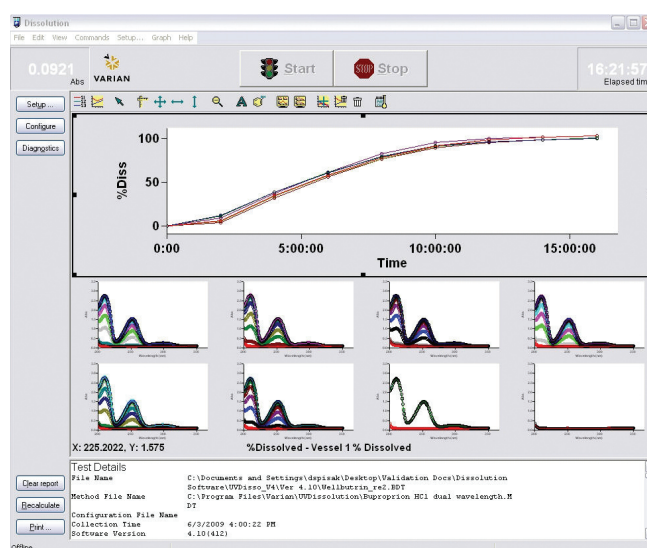 Dissolution
File Edit View Commands Setup... Graph Help
0.0921
Abs
VARIAN
Start
STOP Stop
16:21:57
Elapsed tim
Setup ...
Configure
Diagnostics
%Diss
100
50
0
0:00 5:00:00 10:00:00 15:00:00
Time
X: 225.2022, Y: 1.575 %Dissolved - Vessel 1 % Dissolved
Clear report
Recalculate
Print ...
Test Details
File Name C:\Documents and Settings\dspisak\Desktop\Validation Docs\Dissolution
Software\UVDisso_V4\Ver 4.10\Wellbutrin_re2.BDT
Method File Name C:\Program Files\Varian\UVDissolution\Buproprion HCl dual wavelength.M
DT
Configuration File Name
Collection Time 6/3/2009 4:00:22 PM
Software Version 4.10(412)
Offline